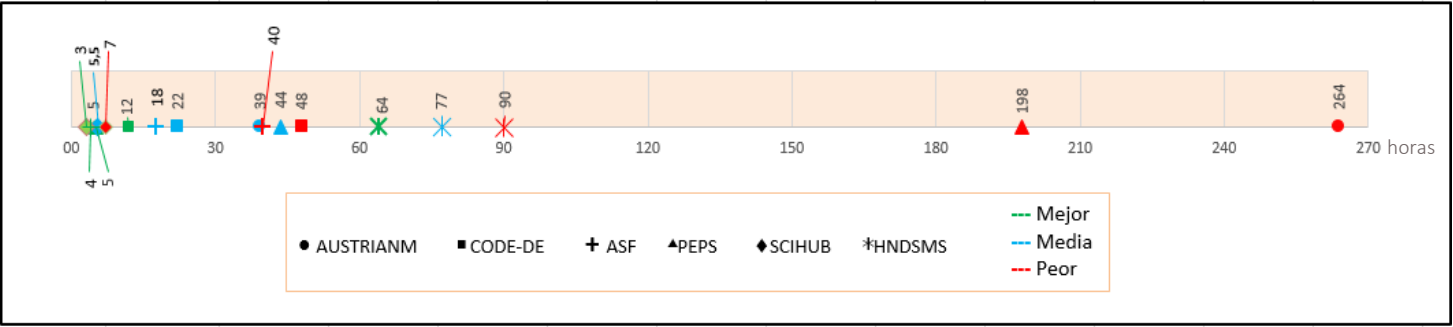 3
5,5
7
40
5
12
18
22
39
44
48
64
77
90
198
264
00
30
60
90
120
150
180
210
240
270 horas
4
5
AUSTRIANM
CODE-DE
ASF
PEPS
SCIHUB
HNDSMS
Mejor
Media
Peor